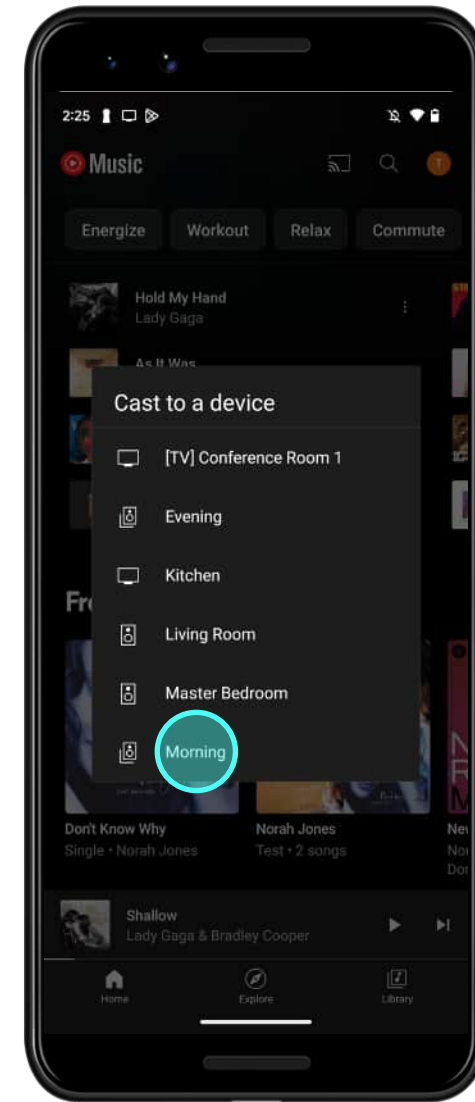 2:25
Music
T
Energize Workout Relax Commute
Hold My Hand
Lady Gaga
As It Was
Cast to a device
[TV] Conference Room 1
Evening
Kitchen
Living Room
Master Bedroom
Morning
Don't Know Why
Single • Norah Jones
Norah Jones
Test • 2 songs
Shallow
Lady Gaga & Bradley Cooper
Home
Explore
Library